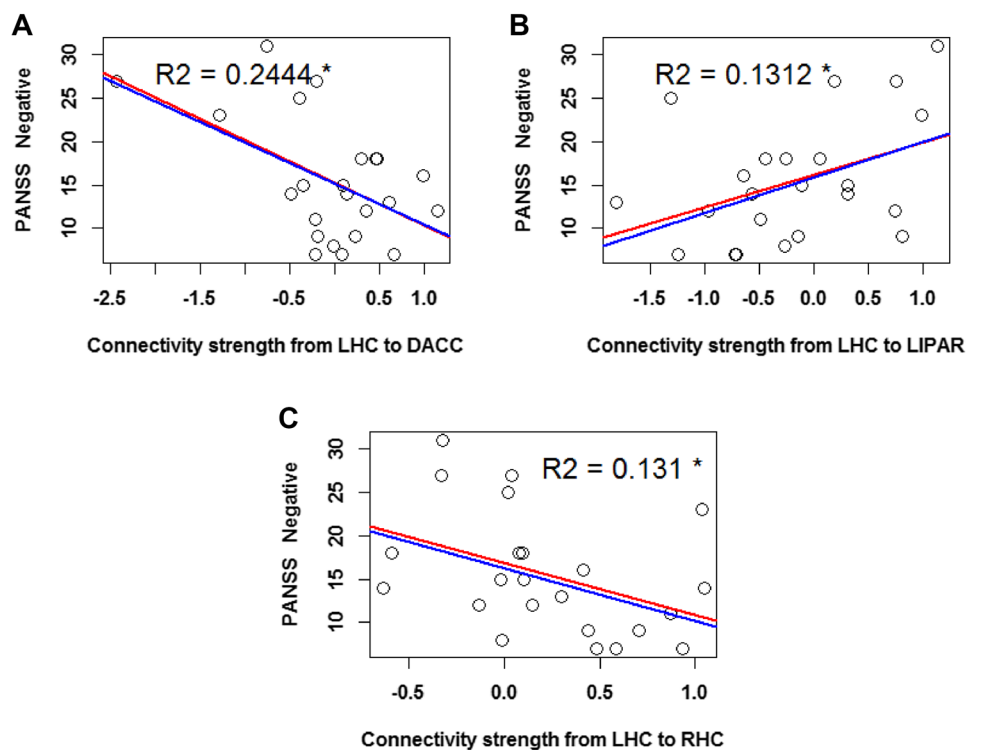 A
PANSS Negative
30
25
20
15
10
R2 = 0.2444 *
-2.5 -1.5 -0.5 0.5 1.0
Connectivity strength from LHC to DACC
B
PANSS Negative
30
25
20
15
10
R2 = 0.1312 *
-1.5 -1.0 -0.5 0.0 0.5 1.0
Connectivity strength from LHC to LIPAR
C
PANSS Negative
30
25
20
15
10
R2 = 0.131 *
-0.5 0.0 0.5 1.0
Connectivity strength from LHC to RHC